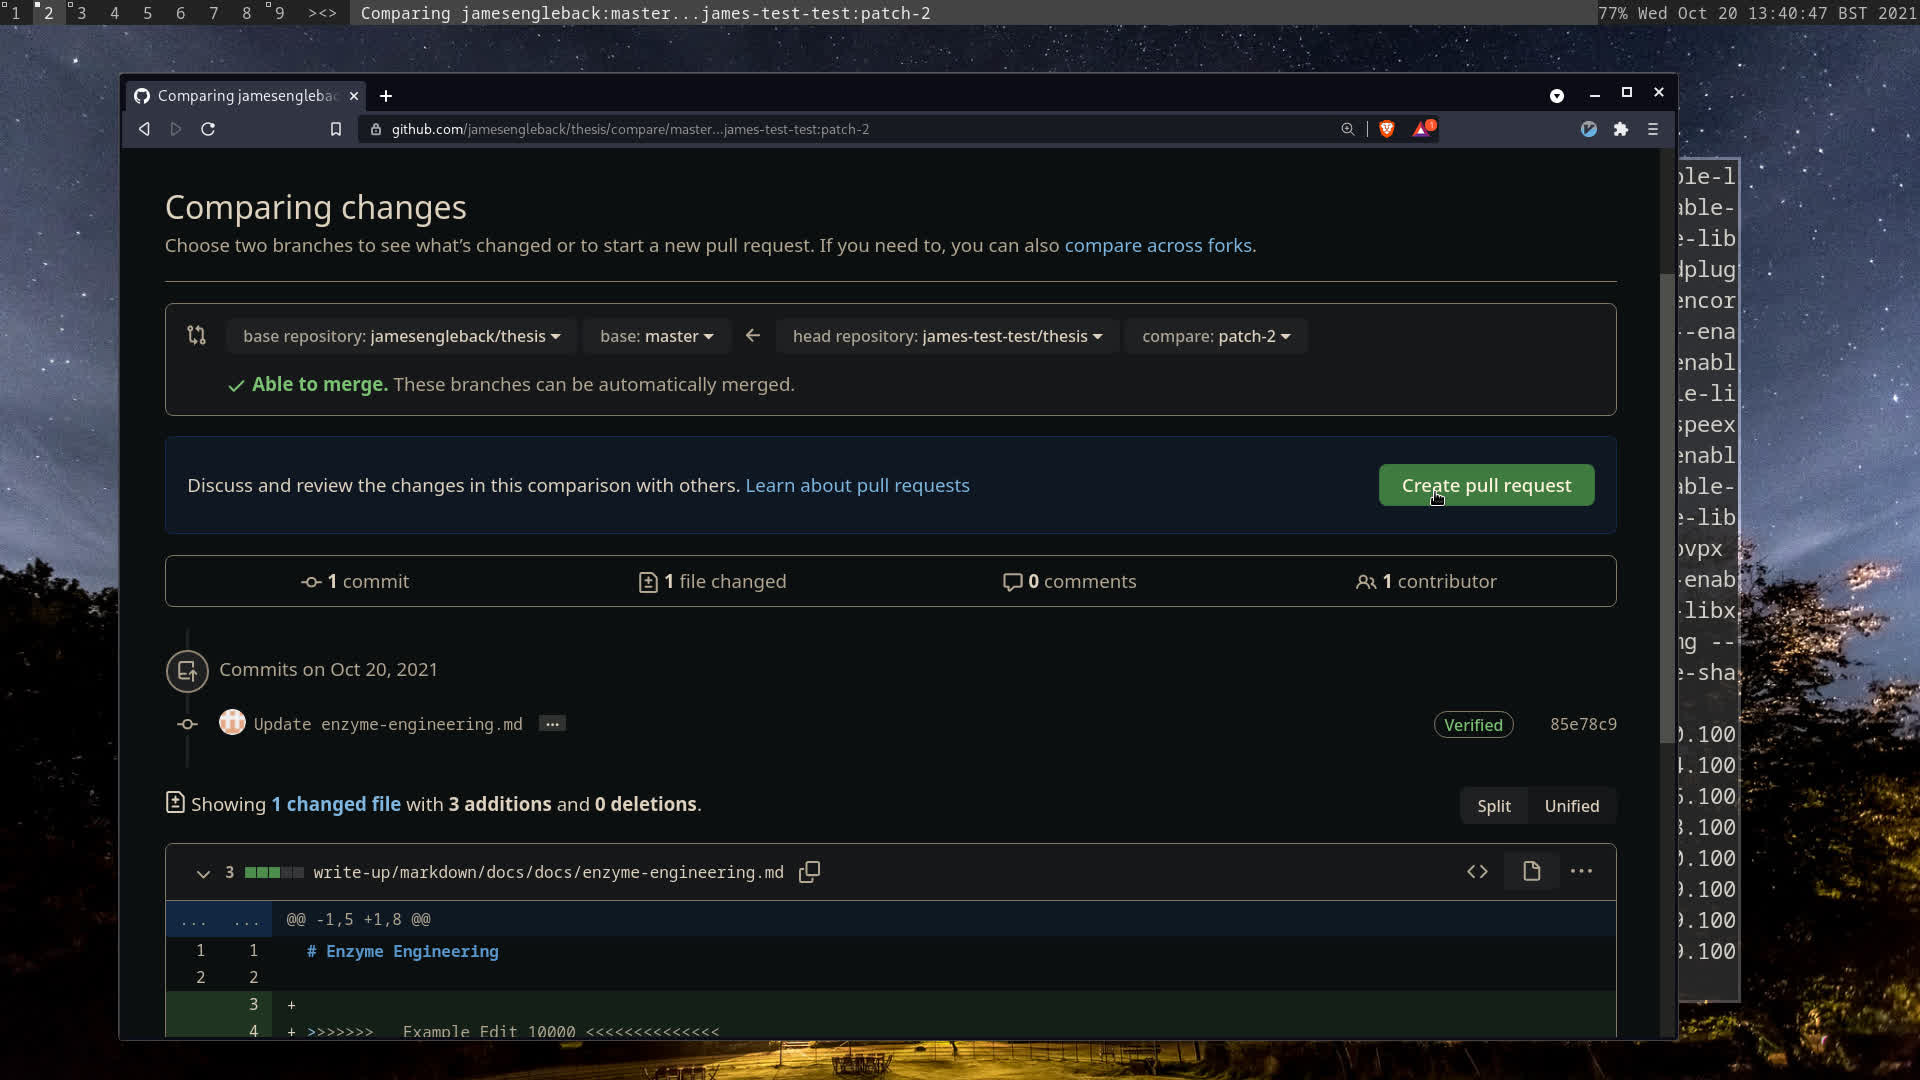 1 2 3 4 5 6 7 8 9 ><> Comparing jamesengleback:master...james-test-test:patch-2 77% Wed Oct 20 13:40:47 BST 2021
Comparing jamesenglebac
github.com/jamesengleback/thesis/compare/master...james-test-test:patch-2 1
Comparing changes
Choose two branches to see what's changed or to start a new pull request. If you need to, you can also compare across forks.
base repository: jamesengleback/thesis base: master ← head repository: james-test-test/thesis compare: patch-2
Able to merge. These branches can be automatically merged.
Discuss and review the changes in this comparison with others. Learn about pull requests Create pull request
1 commit 1 file changed 0 comments 1 contributor
Commits on Oct 20, 2021
Update enzyme-engineering.md ... Verified 85e78c9
Showing 1 changed file with 3 additions and 0 deletions. Split Unified
3 write-up/markdown/docs/docs/enzyme-engineering.md
... ... @@ -1,5 +1,8 @@
1 1 # Enzyme Engineering
2 2
3 +
4 + >>>>>>> Example Edit 10000 <<<<<<<<<<<<<<
ble-l
able-
e-lib
dplug
encor
--ena
enabl
le-li
speex
enabl
able-
e-lib
ovpx
-enab
-libx
ng --
e-sha
.100
.100
.100
.100
.100
.100
.100
.100